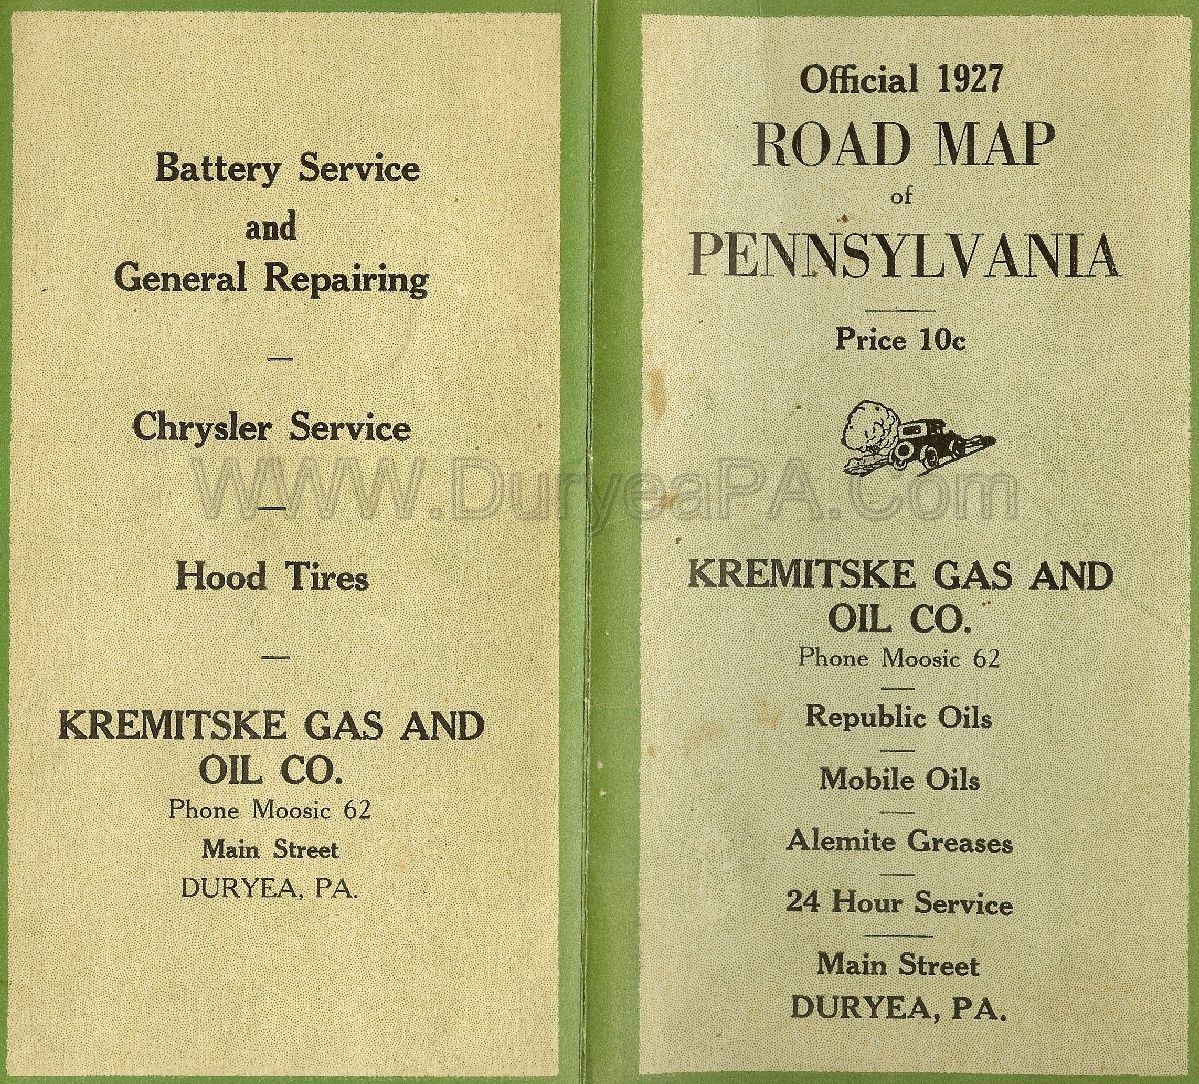 Battery Service
and
General Repairing
Chrysler Service
Hood Tires
KREMITSKE GAS AND
OIL CO.
Phone Moosic 62
Main Street
DURYEA, PA.
Official 1927
ROAD MAP
of
PENNSYLVANIA
Price 10c
KREMITSKE GAS AND
OIL CO.
Phone Moosic 62
Republic Oils
Mobile Oils
Alemite Greases
24 Hour Service
Main Street
DURYEA, PA.
WWW.DuryeaPA.Com